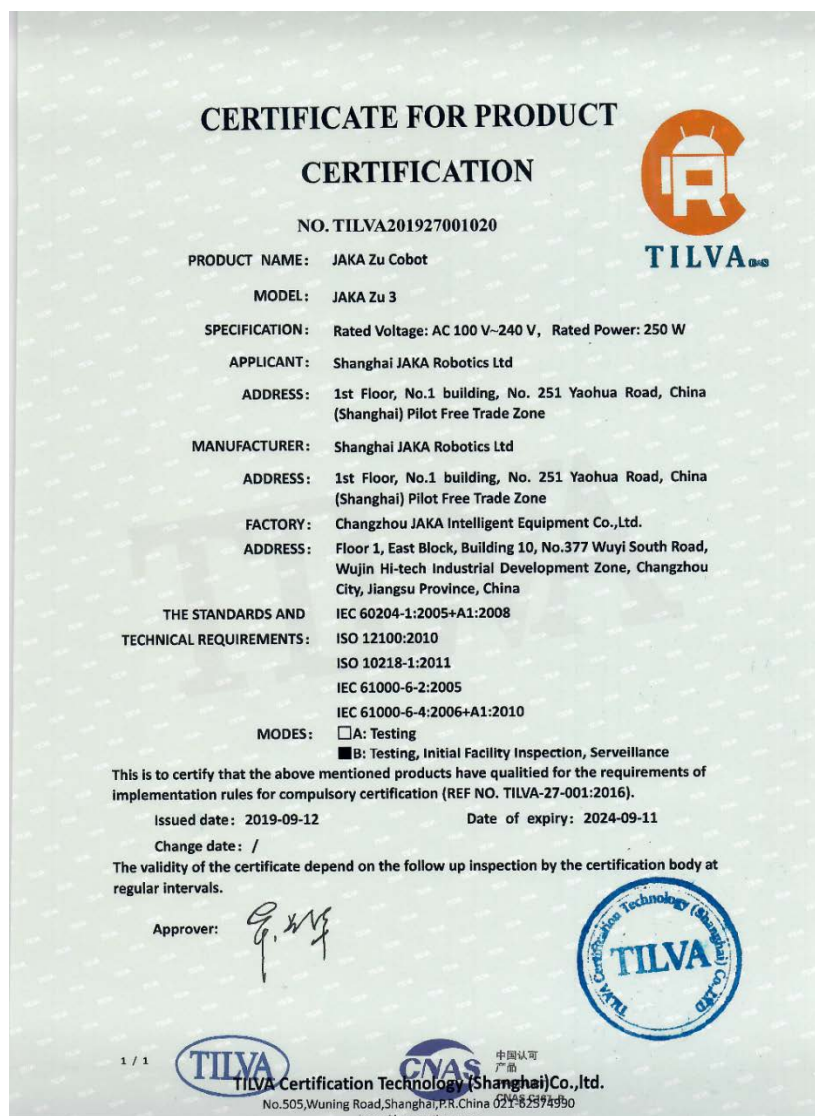 CERTIFICATE FOR PRODUCT
CERTIFICATION
TILVA
NO. TILVA201927001020
PRODUCT NAME: JAKA Zu Cobot
MODEL: JAKA Zu 3
SPECIFICATION: Rated Voltage: AC 100 V~240 V, Rated Power: 250 W
APPLICANT: Shanghai JAKA Robotics Ltd
ADDRESS: 1st Floor, No.1 building, No. 251 Yaohua Road, China
(Shanghai) Pilot Free Trade Zone
MANUFACTURER: Shanghai JAKA Robotics Ltd
ADDRESS: 1st Floor, No.1 building, No. 251 Yaohua Road, China
(Shanghai) Pilot Free Trade Zone
FACTORY: Changzhou JAKA Intelligent Equipment Co.,Ltd.
ADDRESS: Floor 1, East Block, Building 10, No.377 Wuyi South Road,
Wujin Hi-tech Industrial Development Zone, Changzhou
City, Jiangsu Province, China
THE STANDARDS AND IEC 60204-1:2005+A1:2008
TECHNICAL REQUIREMENTS: ISO 12100:2010
ISO 10218-1:2011
IEC 61000-6-2:2005
IEC 61000-6-4:2006+A1:2010
MODES: □A: Testing
■B: Testing, Initial Facility Inspection, Serveillance
This is to certify that the above mentioned products have qualitied for the requirements of
implementation rules for compulsory certification (REF NO. TILVA-27-001:2016).
Issued date: 2019-09-12 Date of expiry: 2024-09-11
Change date: /
The validity of the certificate depend on the follow up inspection by the certification body at
regular intervals.
Approver:
TILVA Certification Technology (Shanghai) Co.,LTD
TILVA
1 / 1
TILVA
CNAS
中国认可
产品
TILVA Certification Technology (Shanghai)Co.,ltd.
No.505,Wuning Road,Shanghai,P.R.China 021-62574990